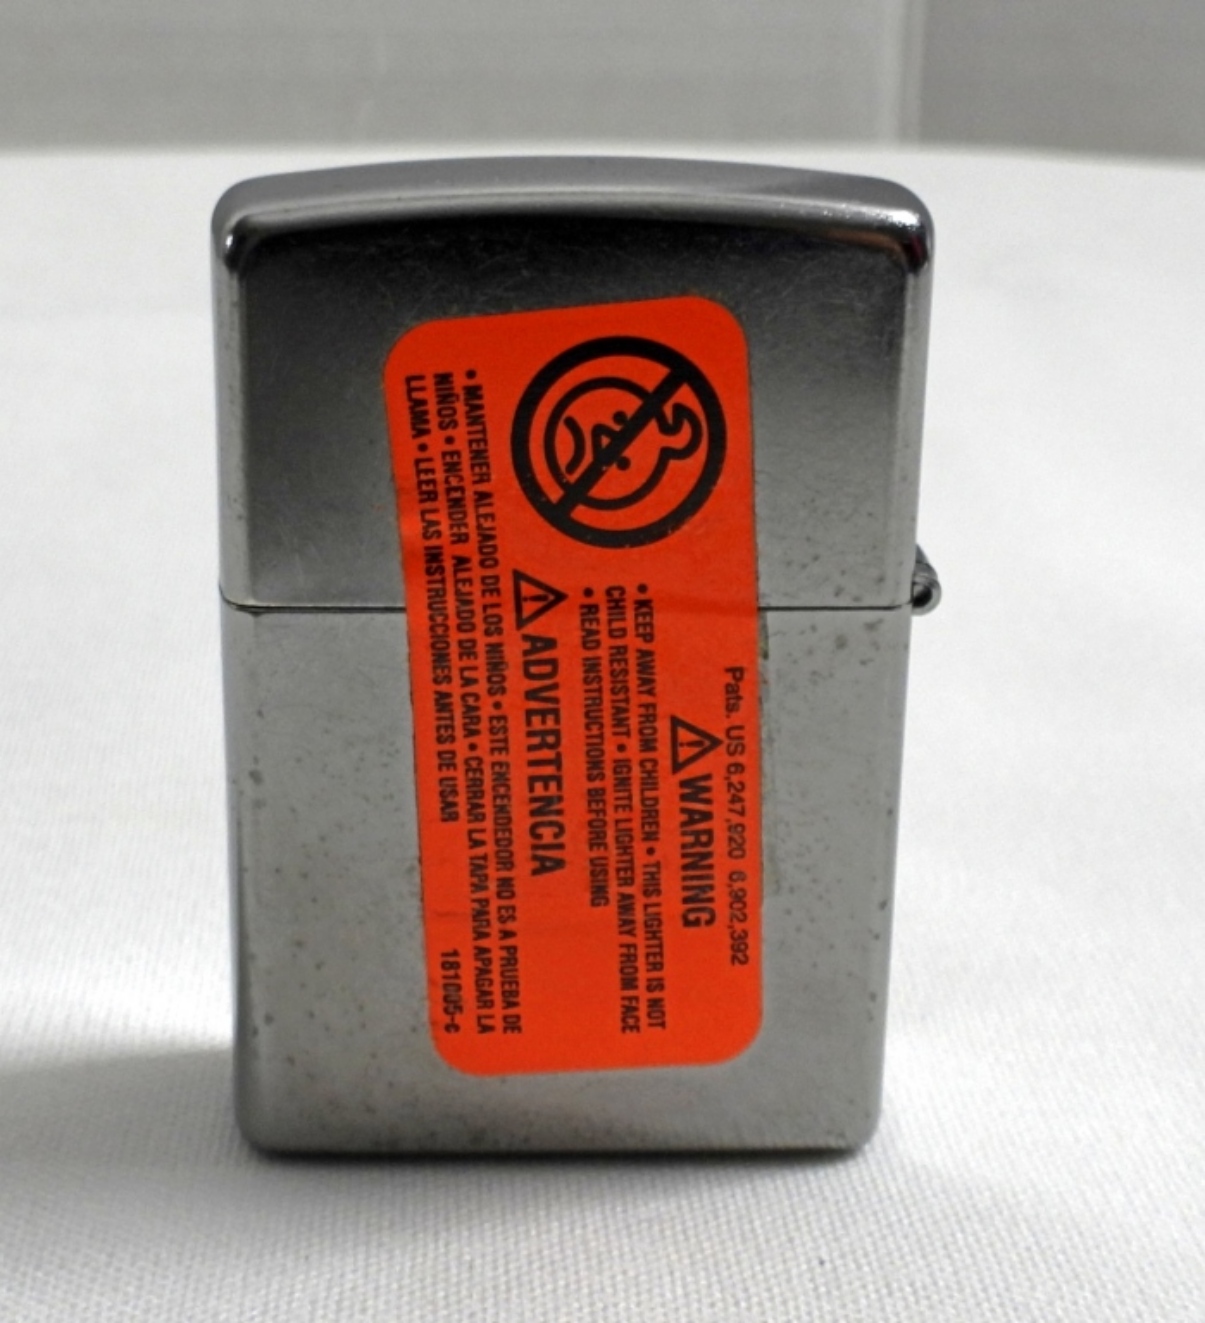 Pats. US 6,247,920 6,902,392
⚠ WARNING
• KEEP AWAY FROM CHILDREN • THIS LIGHTER IS NOT
CHILD RESISTANT • IGNITE LIGHTER AWAY FROM FACE
• READ INSTRUCTIONS BEFORE USING
⚠ ADVERTENCIA
• MANTENER ALEJADO DE LOS NIÑOS • ESTE ENCENDEDOR NO ES A PRUEBA DE
NIÑOS • ENCENDER ALEJADO DE LA CARA • CERRAR LA TAPA PARA APAGAR LA
LLAMA • LEER LAS INSTRUCCIONES ANTES DE USAR 181005-c